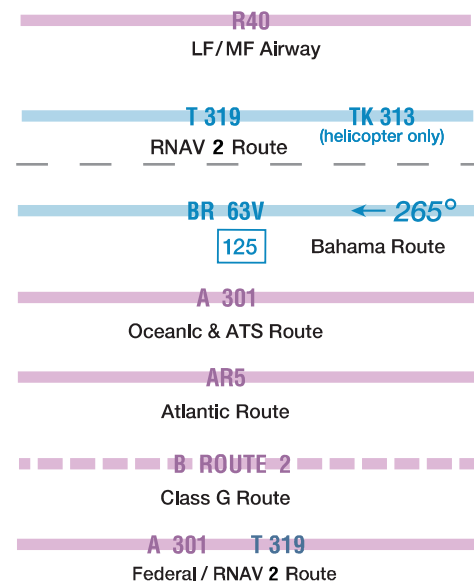 R40
LF/MF Airway
T 319 TK 313
(helicopter only)
RNAV 2 Route
BR 63V ← 265°
125 Bahama Route
A 301
Oceanic & ATS Route
AR5
Atlantic Route
B ROUTE 2
Class G Route
A 301 T 319
Federal / RNAV 2 Route